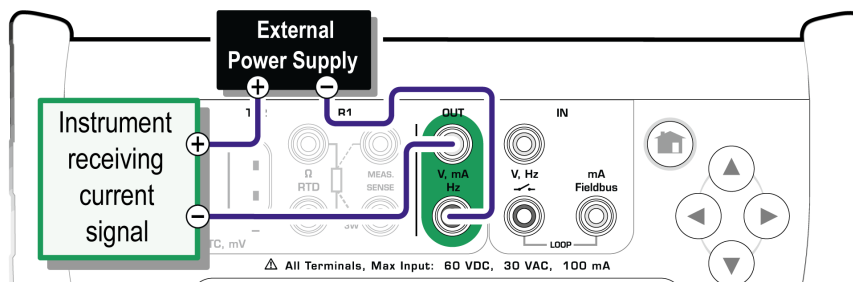 External
Power Supply
+ −
Instrument
receiving
current
signal
+
−
R1
OUT
IN
Ω
RTD
MEAS.
SENSE
V, mA
Hz
V, Hz
mA
Fieldbus
3W
LOOP
TC, mV
⚠ All Terminals, Max Input: 60 VDC, 30 VAC, 100 mA